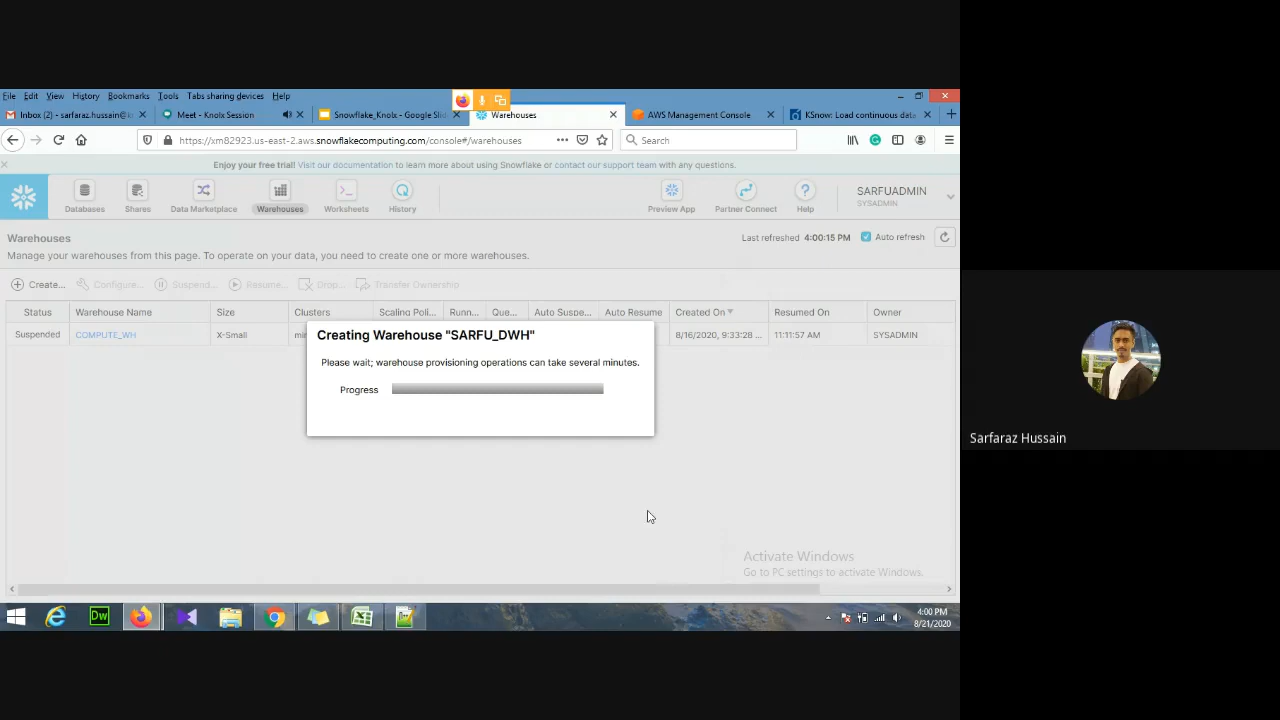 File Edit View History Bookmarks Tools Tabs sharing devices Help
Inbox (2) - sarfaraz.hussain@k
Meet - Knolx Session
Snowflake_Knolx - Google Slid
Warehouses
AWS Management Console
KSnow: Load continuous data
https://xm82923.us-east-2.aws.snowflakecomputing.com/console#/warehouses
Search
Enjoy your free trial! Visit our documentation to learn more about using Snowflake or contact our support team with any questions.
Databases Shares Data Marketplace Warehouses Worksheets History Preview App Partner Connect Help
SARFUADMIN
SYSADMIN
Warehouses
Last refreshed 4:00:15 PM Auto refresh
Manage your warehouses from this page. To operate on your data, you need to create one or more warehouses.
Create... Configure... Suspend... Resume... Drop... Transfer Ownership
Status Warehouse Name Size Clusters Scaling Poli... Runn... Que... Auto Suspe... Auto Resume Created On Resumed On Owner
Suspended COMPUTE_WH X-Small 8/16/2020, 9:33:28 ... 11:11:57 AM SYSADMIN
Creating Warehouse "SARFU_DWH"
Please wait; warehouse provisioning operations can take several minutes.
Progress
Activate Windows
Go to PC settings to activate Windows.
Dw
4:00 PM
8/21/2020
Sarfaraz Hussain